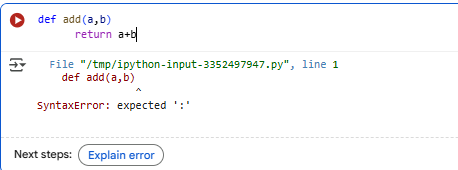 def add(a,b)
return a+b
File "/tmp/ipython-input-3352497947.py", line 1
def add(a,b)
^
SyntaxError: expected ':'
Next steps: Explain error